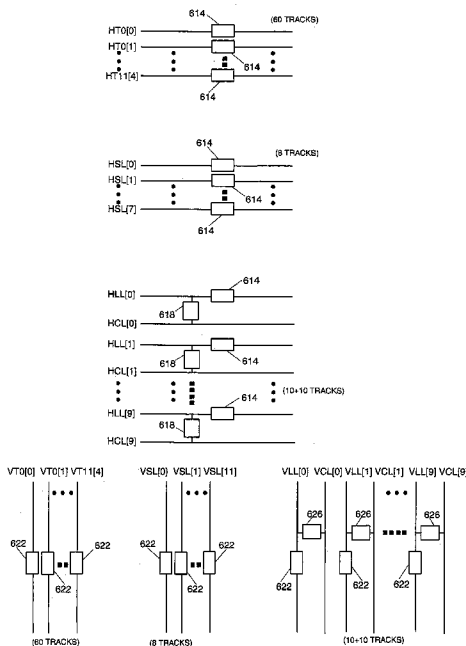 614
(60 TRACKS)
HT0[0]
HT0[1]
614
HT11[4]
614
614
(8 TRACKS)
HSL[0]
HSL[1]
614
HSL[7]
614
614
HLL[0]
618
HCL[0]
HLL[1]
618
614
HCL[1]
(10+10 TRACKS)
614
HLL[9]
618
HCL[9]
VT0[0] VT0[1] VT11[4]
VSL[0] VSL[1] VSL[11]
VLL[0] VCL[0] VLL[1] VCL[1] VLL[9] VCL[9]
626 626 626
622 622 622 622 622
622 622 622 622
(60 TRACKS) (8 TRACKS) (10+10 TRACKS)